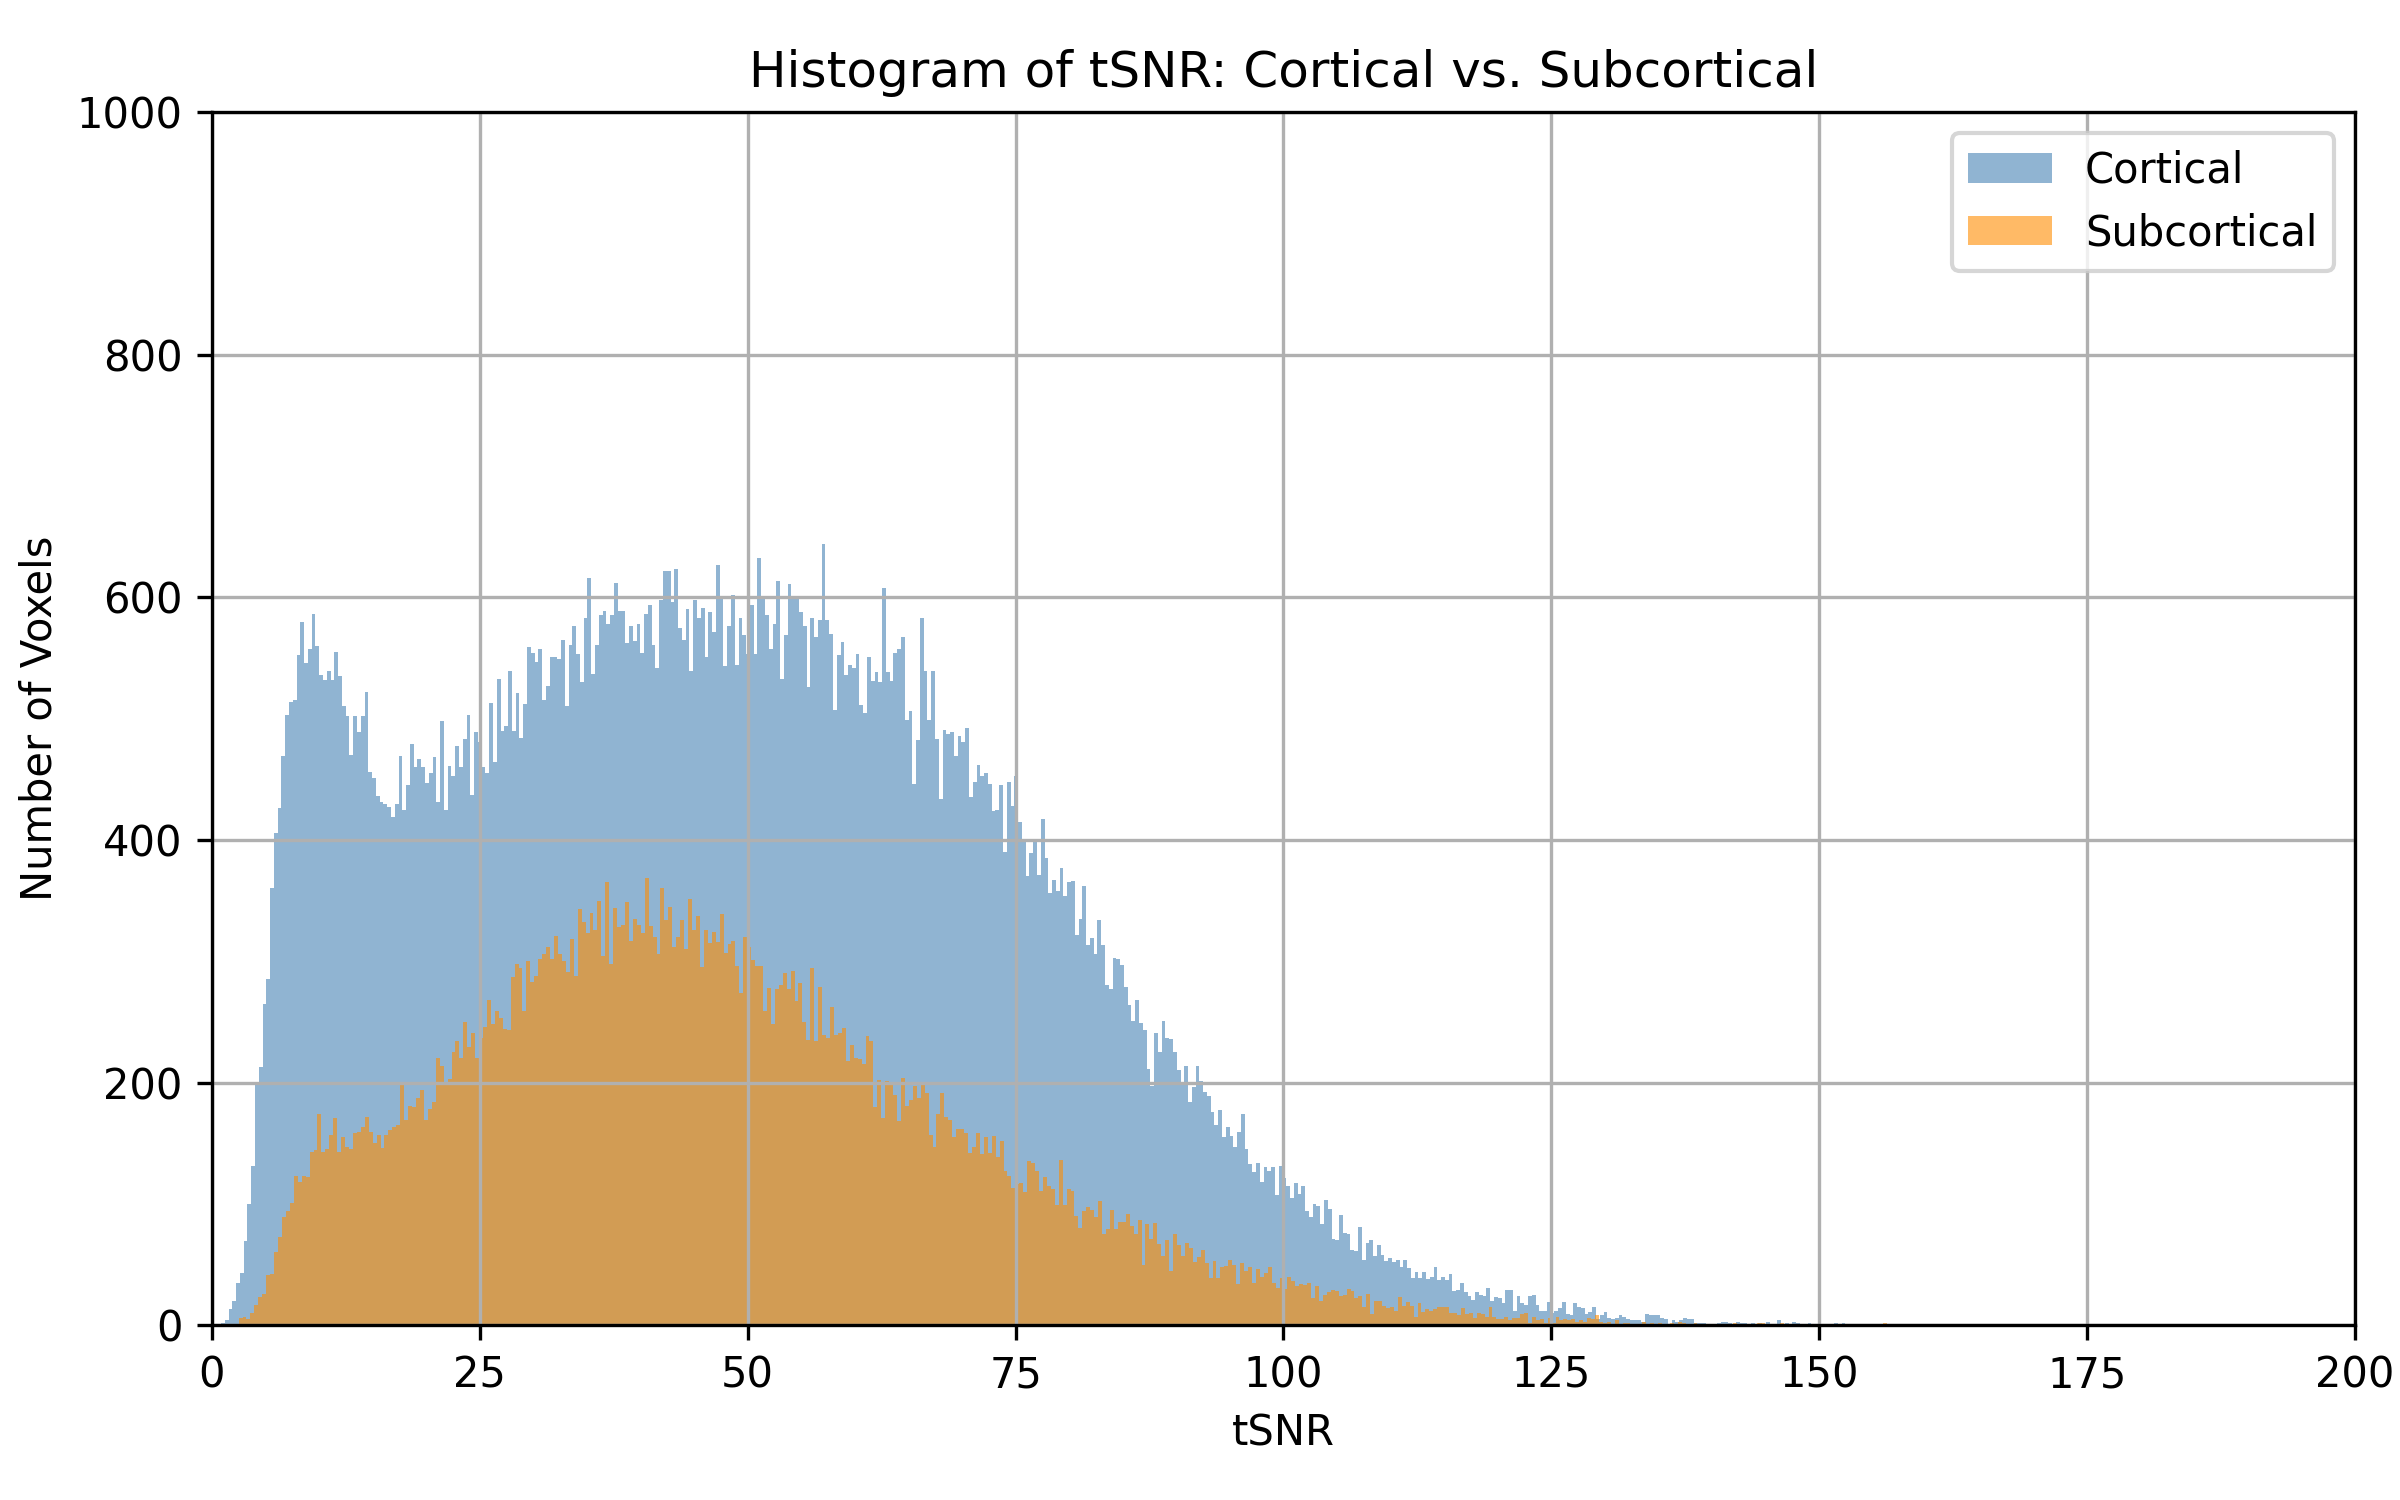 Histogram of tSNR: Cortical vs. Subcortical
1000
800
600
400
200
0
Number of Voxels
Cortical
Subcortical
0 25 50 75 100 125 150 175 200
tSNR